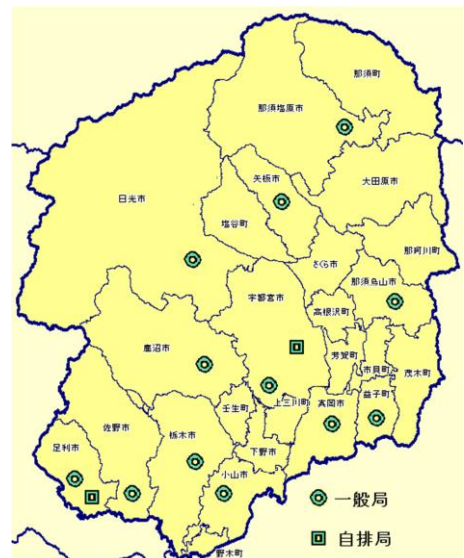 那須町
那須塩原市
矢板市
大田原市
日光市
塩谷町
さくら市
那珂川町
那須烏山市
宇都宮市
高根沢町
鹿沼市
芳賀町
市貝町
茂木町
益子町
上三川町
真岡市
壬生町
佐野市
栃木市
足利市
下野市
小山市
野木町
一般局
自排局